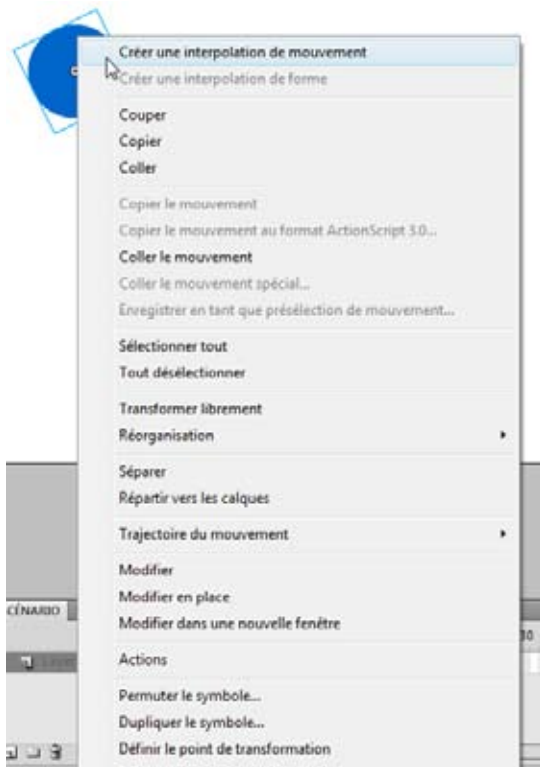 Créer une interpolation de mouvement
Créer une interpolation de forme
Couper
Copier
Coller
Copier le mouvement
Copier le mouvement au format ActionScript 3.0...
Coller le mouvement
Coller le mouvement spécial...
Enregistrer en tant que présélection de mouvement...
Sélectionner tout
Tout désélectionner
Transformer librement
Réorganisation
Séparer
Répartir vers les calques
Trajectoire du mouvement
Modifier
Modifier en place
CÉNARIO
Modifier dans une nouvelle fenêtre
Actions
Permuter le symbole...
Dupliquer le symbole...
Définir le point de transformation